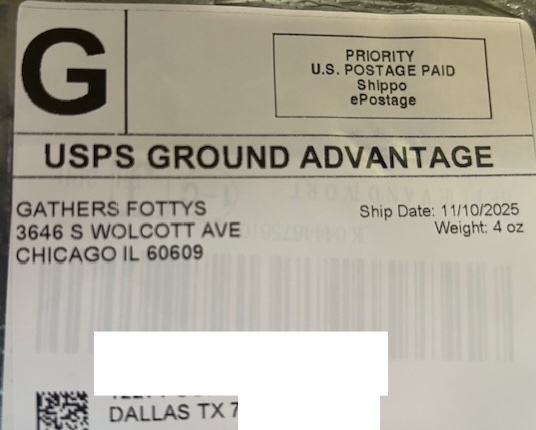 G
PRIORITY
U.S. POSTAGE PAID
Shippo
ePostage
USPS GROUND ADVANTAGE
GATHERS FOTTYS
3646 S WOLCOTT AVE
CHICAGO IL 60609
Ship Date: 11/10/2025
Weight: 4 oz
DALLAS TX 7